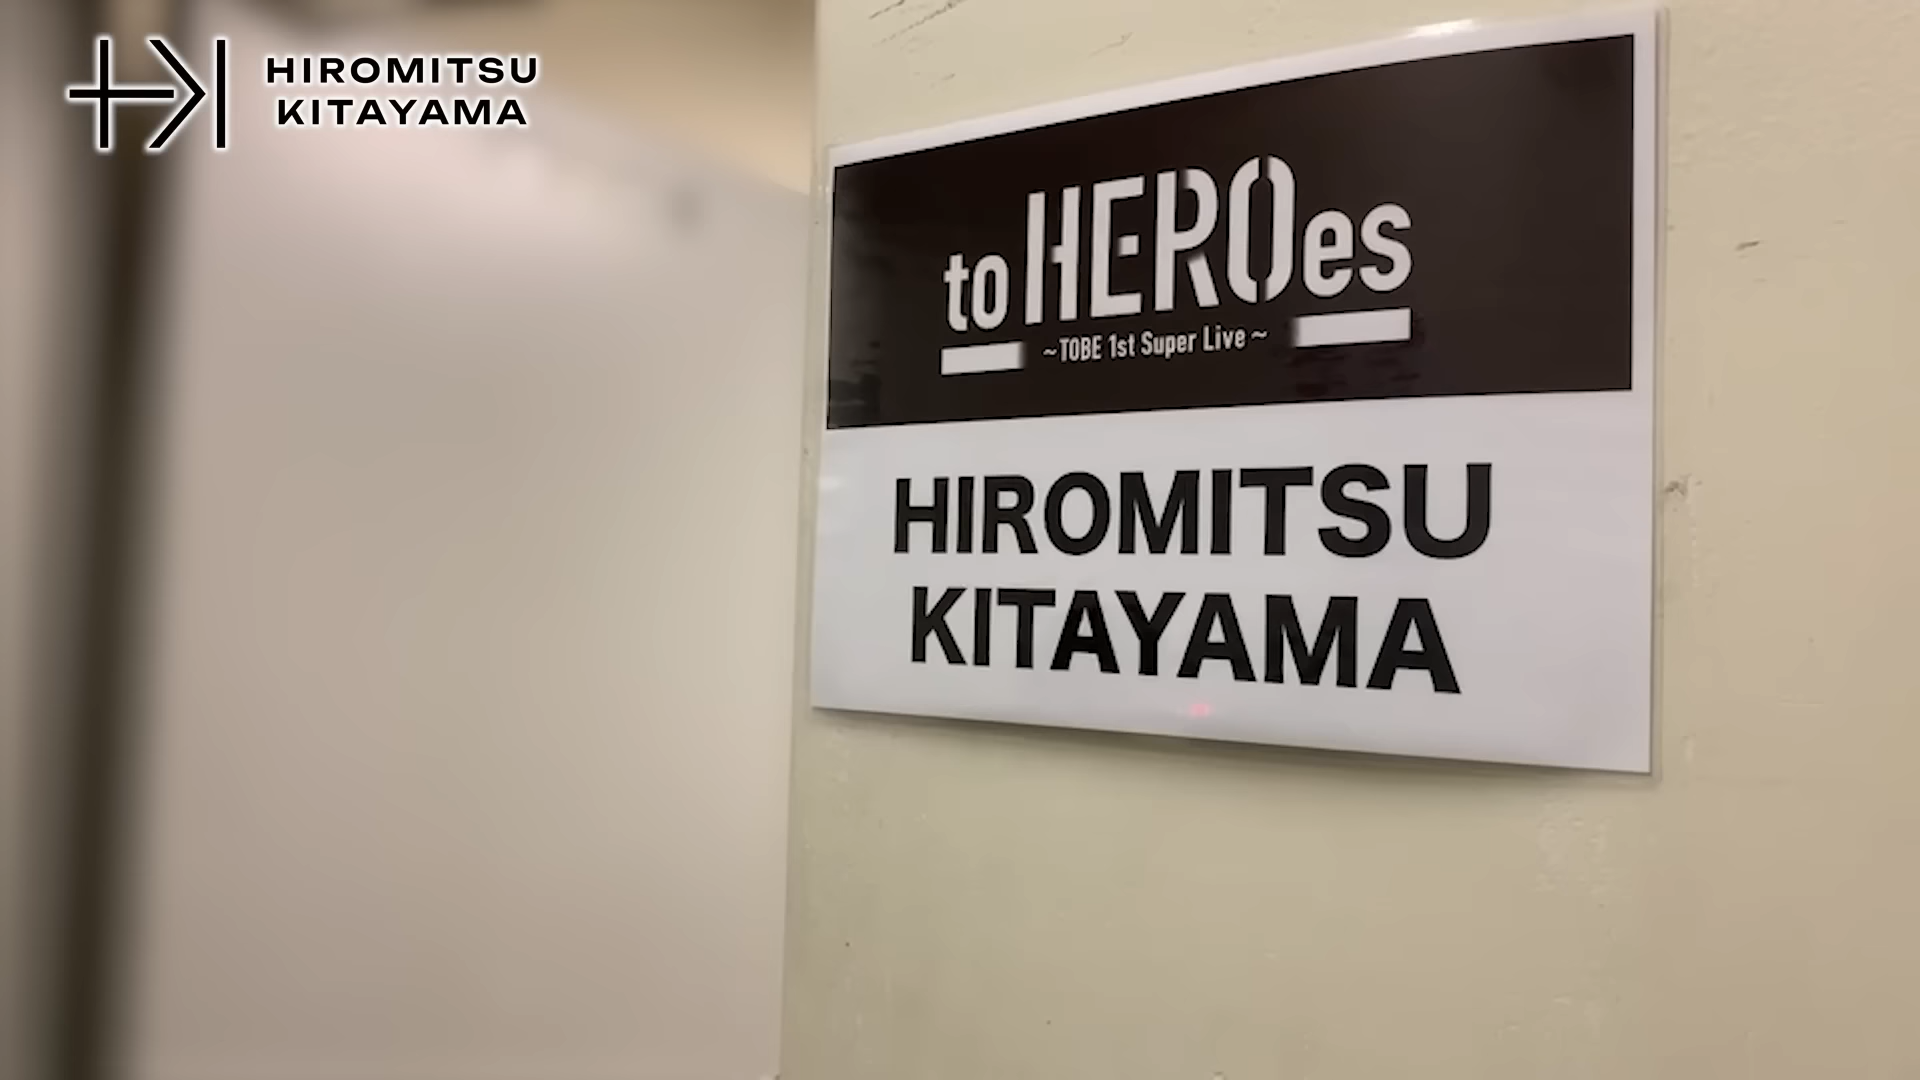 HIROMITSU
KITAYAMA
to HEROes
~TOBE 1st Super Live~
HIROMITSU
KITAYAMA